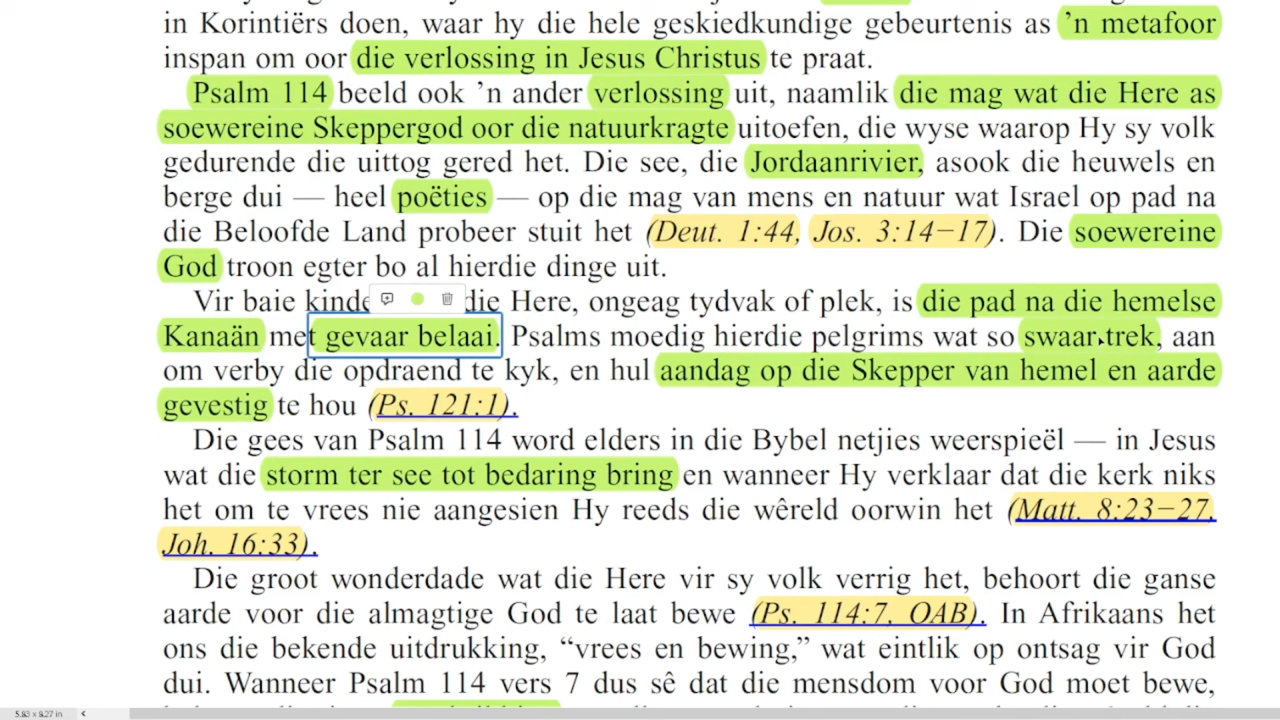 in Korintiërs doen, waar hy die hele geskiedkundige gebeurtenis as ’n metafoor
inspan om oor die verlossing in Jesus Christus te praat.
Psalm 114 beeld ook ’n ander verlossing uit, naamlik die mag wat die Here as
soewereine Skeppergod oor die natuurkragte uitoefen, die wyse waarop Hy sy volk
gedurende die uittog gered het. Die see, die Jordaanrivier, asook die heuwels en
berge dui — heel poëties — op die mag van mens en natuur wat Israel op pad na
die Beloofde Land probeer stuit het (Deut. 1:44, Jos. 3:14–17). Die soewereine
God troon egter bo al hierdie dinge uit.
Vir baie kinde die Here, ongeag tydvak of plek, is die pad na die hemelse
Kanaän met gevaar belaai. Psalms moedig hierdie pelgrims wat so swaar trek, aan
om verby die opdraend te kyk, en hul aandag op die Skepper van hemel en aarde
gevestig te hou (Ps. 121:1).
Die gees van Psalm 114 word elders in die Bybel netjies weerspieël — in Jesus
wat die storm ter see tot bedaring bring en wanneer Hy verklaar dat die kerk niks
het om te vrees nie aangesien Hy reeds die wêreld oorwin het (Matt. 8:23–27,
Joh. 16:33).
Die groot wonderdade wat die Here vir sy volk verrig het, behoort die ganse
aarde voor die almagtige God te laat bewe (Ps. 114:7, OAB). In Afrikaans het
ons die bekende uitdrukking, “vrees en bewing,” wat eintlik op ontsag vir God
dui. Wanneer Psalm 114 vers 7 dus sê dat die mensdom voor God moet bewe,
5.83 x 8.27 in